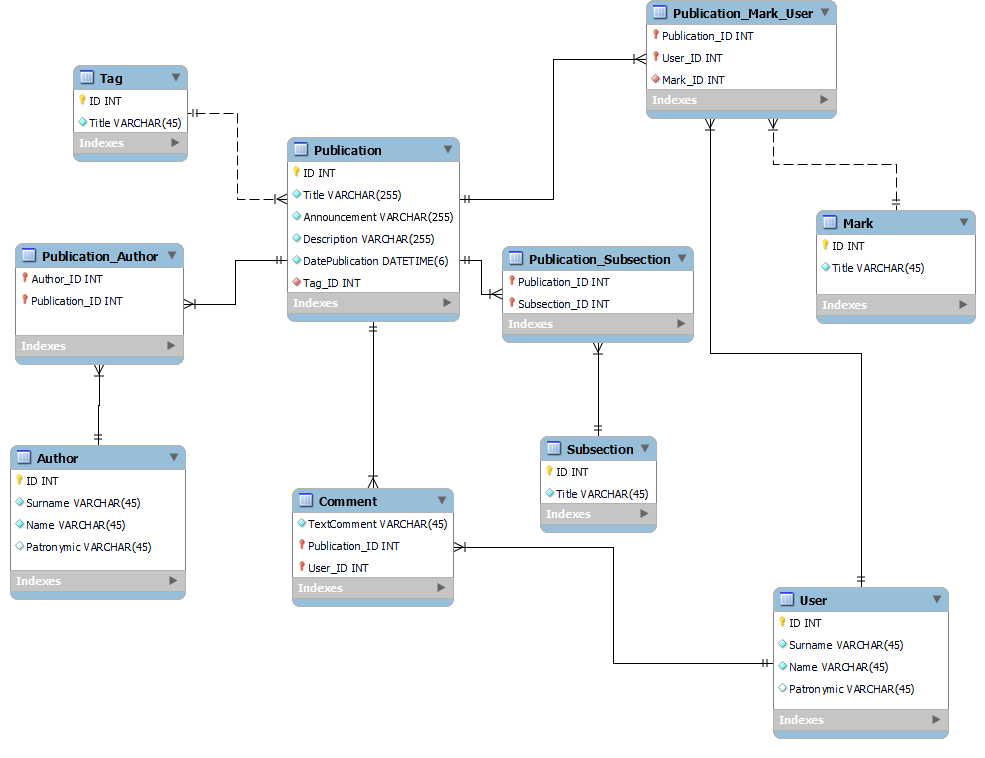 Publication_Mark_User
Publication_ID INT
User_ID INT
Mark_ID INT
Indexes
Tag
ID INT
Title VARCHAR(45)
Indexes
Publication
ID INT
Title VARCHAR(255)
Announcement VARCHAR(255)
Description VARCHAR(255)
DatePublication DATETIME(6)
Tag_ID INT
Indexes
Mark
ID INT
Title VARCHAR(45)
Indexes
Publication_Author
Author_ID INT
Publication_ID INT
Indexes
Publication_Subsection
Publication_ID INT
Subsection_ID INT
Indexes
Author
ID INT
Surname VARCHAR(45)
Name VARCHAR(45)
Patronymic VARCHAR(45)
Indexes
Subsection
ID INT
Title VARCHAR(45)
Indexes
Comment
TextComment VARCHAR(45)
Publication_ID INT
User_ID INT
Indexes
User
ID INT
Surname VARCHAR(45)
Name VARCHAR(45)
Patronymic VARCHAR(45)
Indexes